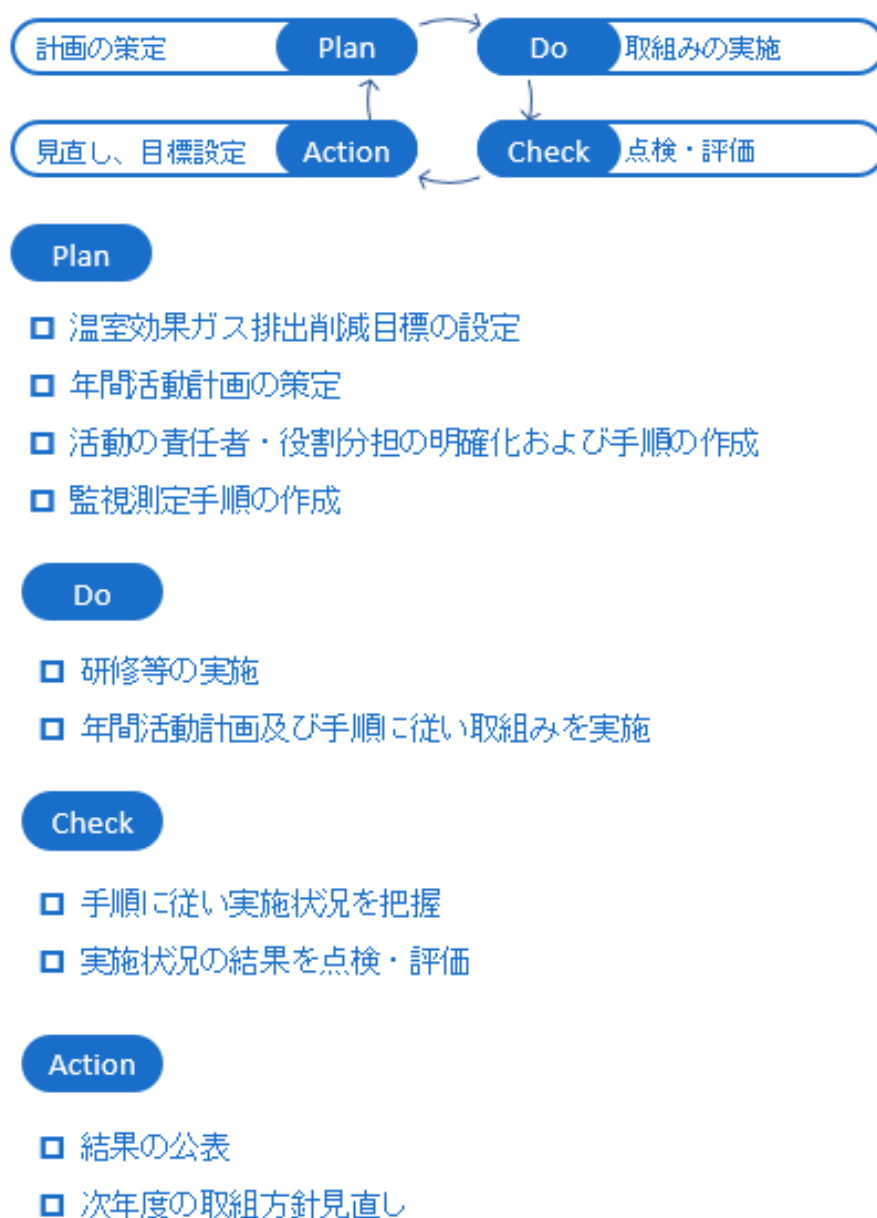 計画の策定 Plan Do 取組みの実施
見直し、目標設定 Action Check 点検・評価
Plan
温室効果ガス排出削減目標の設定
年間活動計画の策定
活動の責任者・役割分担の明確化および手順の作成
監視測定手順の作成
Do
研修等の実施
年間活動計画及び手順に従い取組みを実施
Check
手順に従い実施状況を把握
実施状況の結果を点検・評価
Action
結果の公表
次年度の取組方針見直し